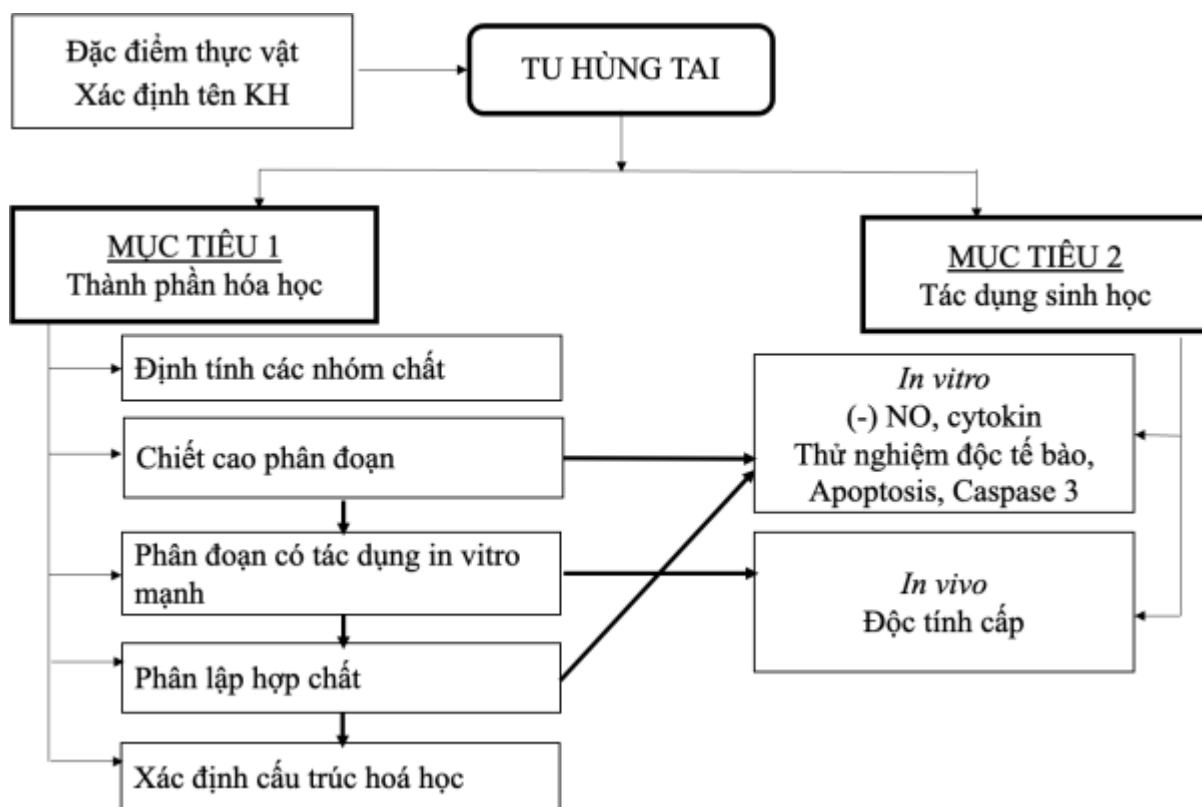 Đặc điểm thực vật
Xác định tên KH
TU HÙNG TAI
MỤC TIÊU 1
Thành phần hóa học
MỤC TIÊU 2
Tác dụng sinh học
Định tính các nhóm chất
Chiết cao phân đoạn
Phân đoạn có tác dụng in vitro
mạnh
Phân lập hợp chất
Xác định cấu trúc hoá học
In vitro
(-) NO, cytokin
Thử nghiệm độc tế bào,
Apoptosis, Caspase 3
In vivo
Độc tính cấp